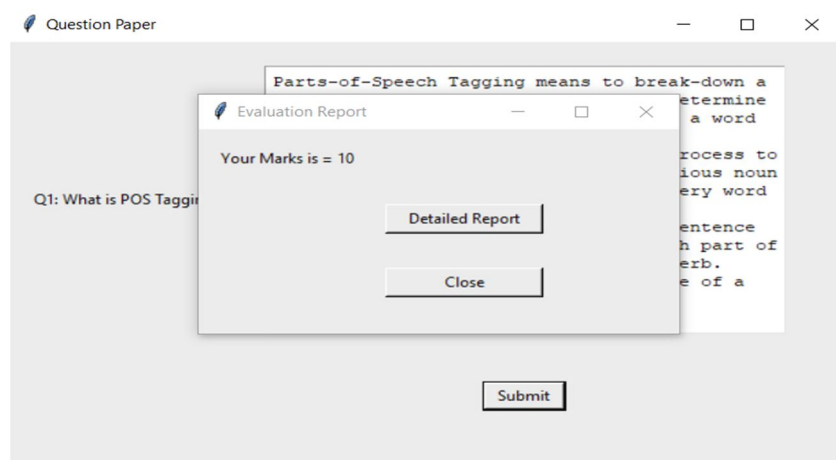 Question Paper
Parts-of-Speech Tagging means to break-down a
etermine
Evaluation Report
a word
Your Marks is = 10
rocess to
ious noun
Q1: What is POS Taggin
ery word
Detailed Report
entence
h part of
erb.
Close
e of a
Submit